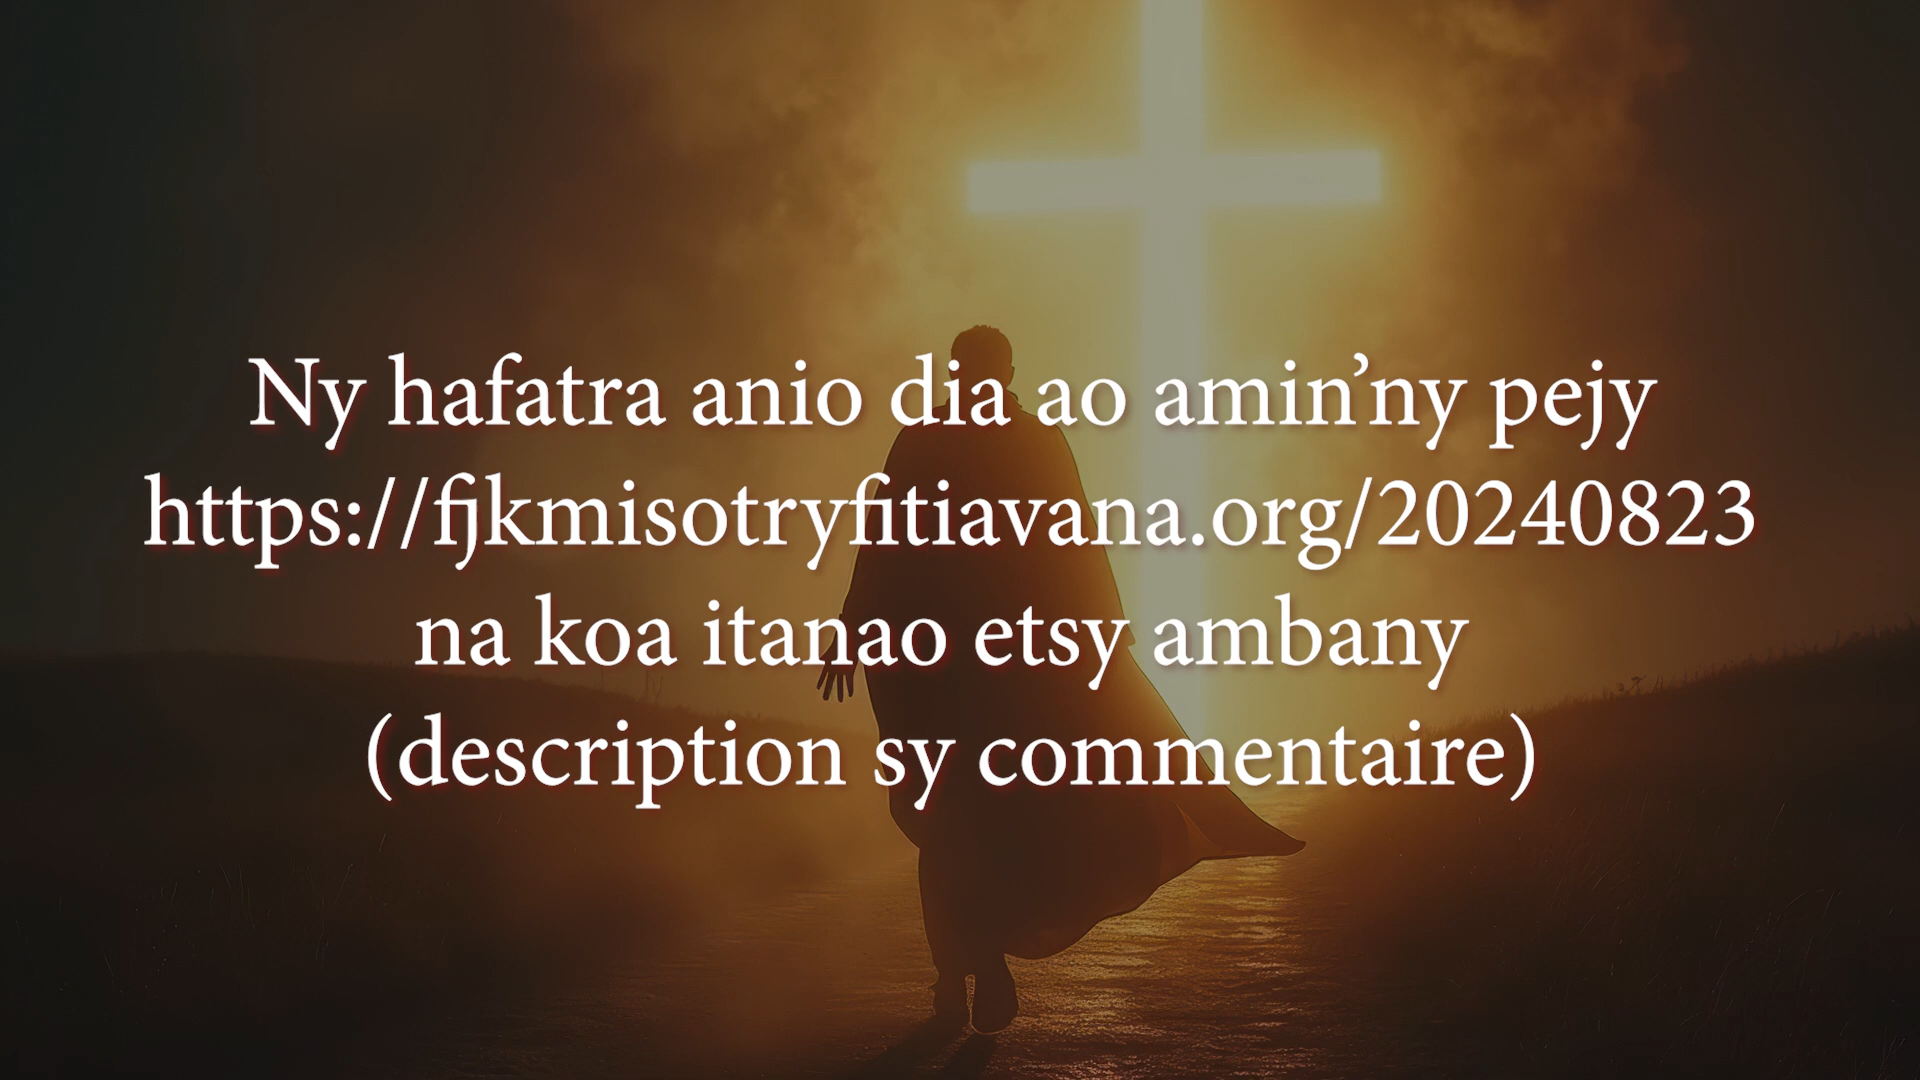 Ny hafatra anio dia ao amin’ny pejy
https://fjkmisotryfitiavana.org/20240823
na koa itanao etsy ambany
(description sy commentaire)